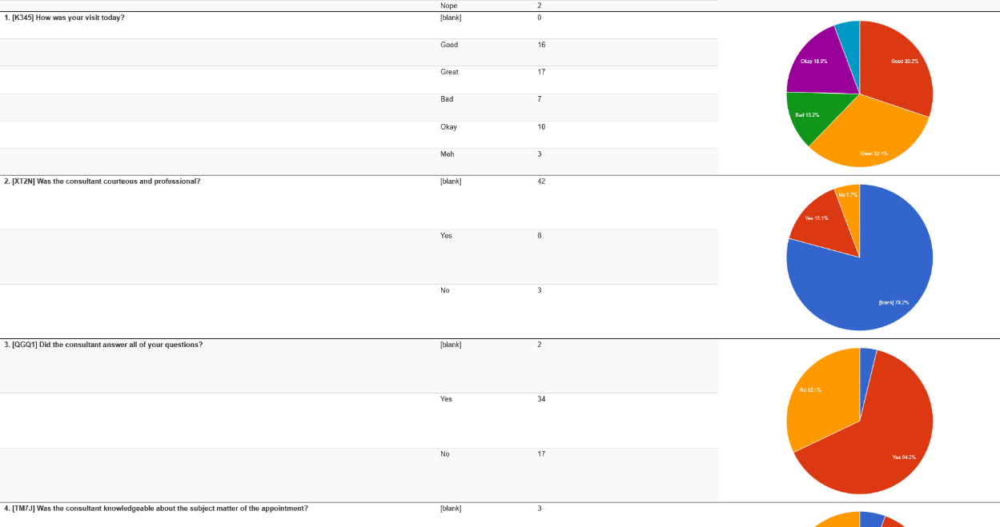 Nope 2
1. [K345] How was your visit today? [blank] 0
Good 16
Great 17
Bad 7
Okay 10
Meh 3
Okay 18.9%
Good 30.2%
Bad 13.2%
Great 32.1%
2. [XT2N] Was the consultant courteous and professional? [blank] 42
Yes 8
No 3
No 5.7%
Yes 15.1%
[blank] 79.2%
3. [QGQ1] Did the consultant answer all of your questions? [blank] 2
Yes 34
No 17
No 32.1%
Yes 64.2%
4. [TM7J] Was the consultant knowledgeable about the subject matter of the appointment? [blank] 3